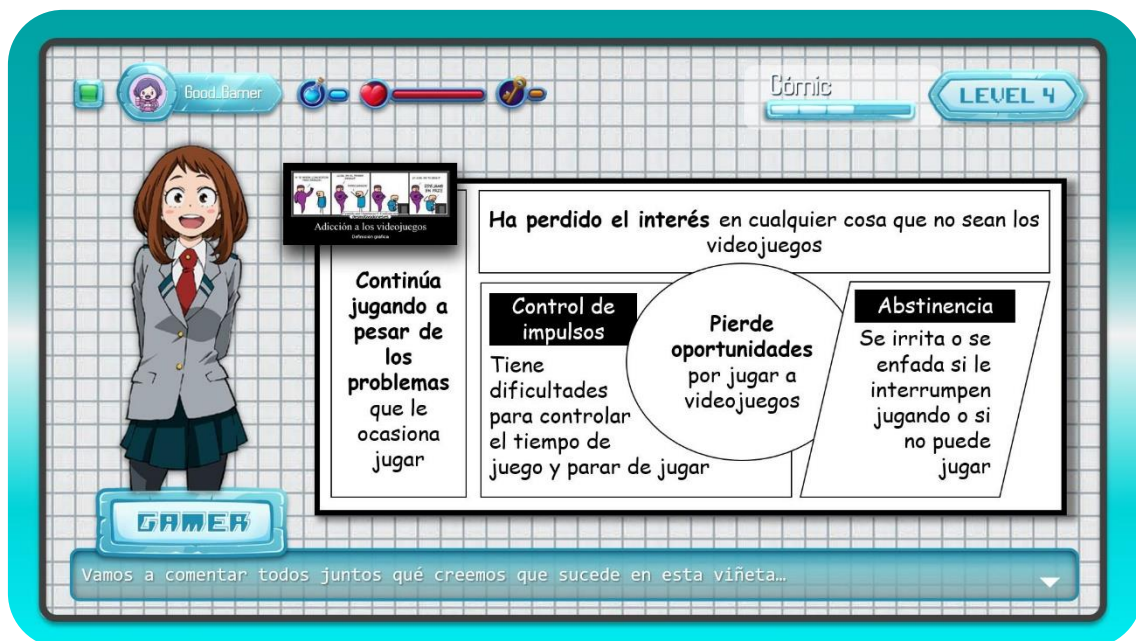 Good_Gamer
Cómic
LEVEL 4
Adicción a los videojuegos
Definición gráfica
Ha perdido el interés en cualquier cosa que no sean los
videojuegos
Continúa
jugando a
pesar de
los
problemas
que le
ocasiona
jugar
Control de
impulsos
Tiene
dificultades
para controlar
el tiempo de
juego y parar de jugar
Pierde
oportunidades
por jugar a
videojuegos
Abstinencia
Se irrita o se
enfada si le
interrumpen
jugando o si
no puede
jugar
GAMER
Vamos a comentar todos juntos qué creemos que sucede en esta viñeta…